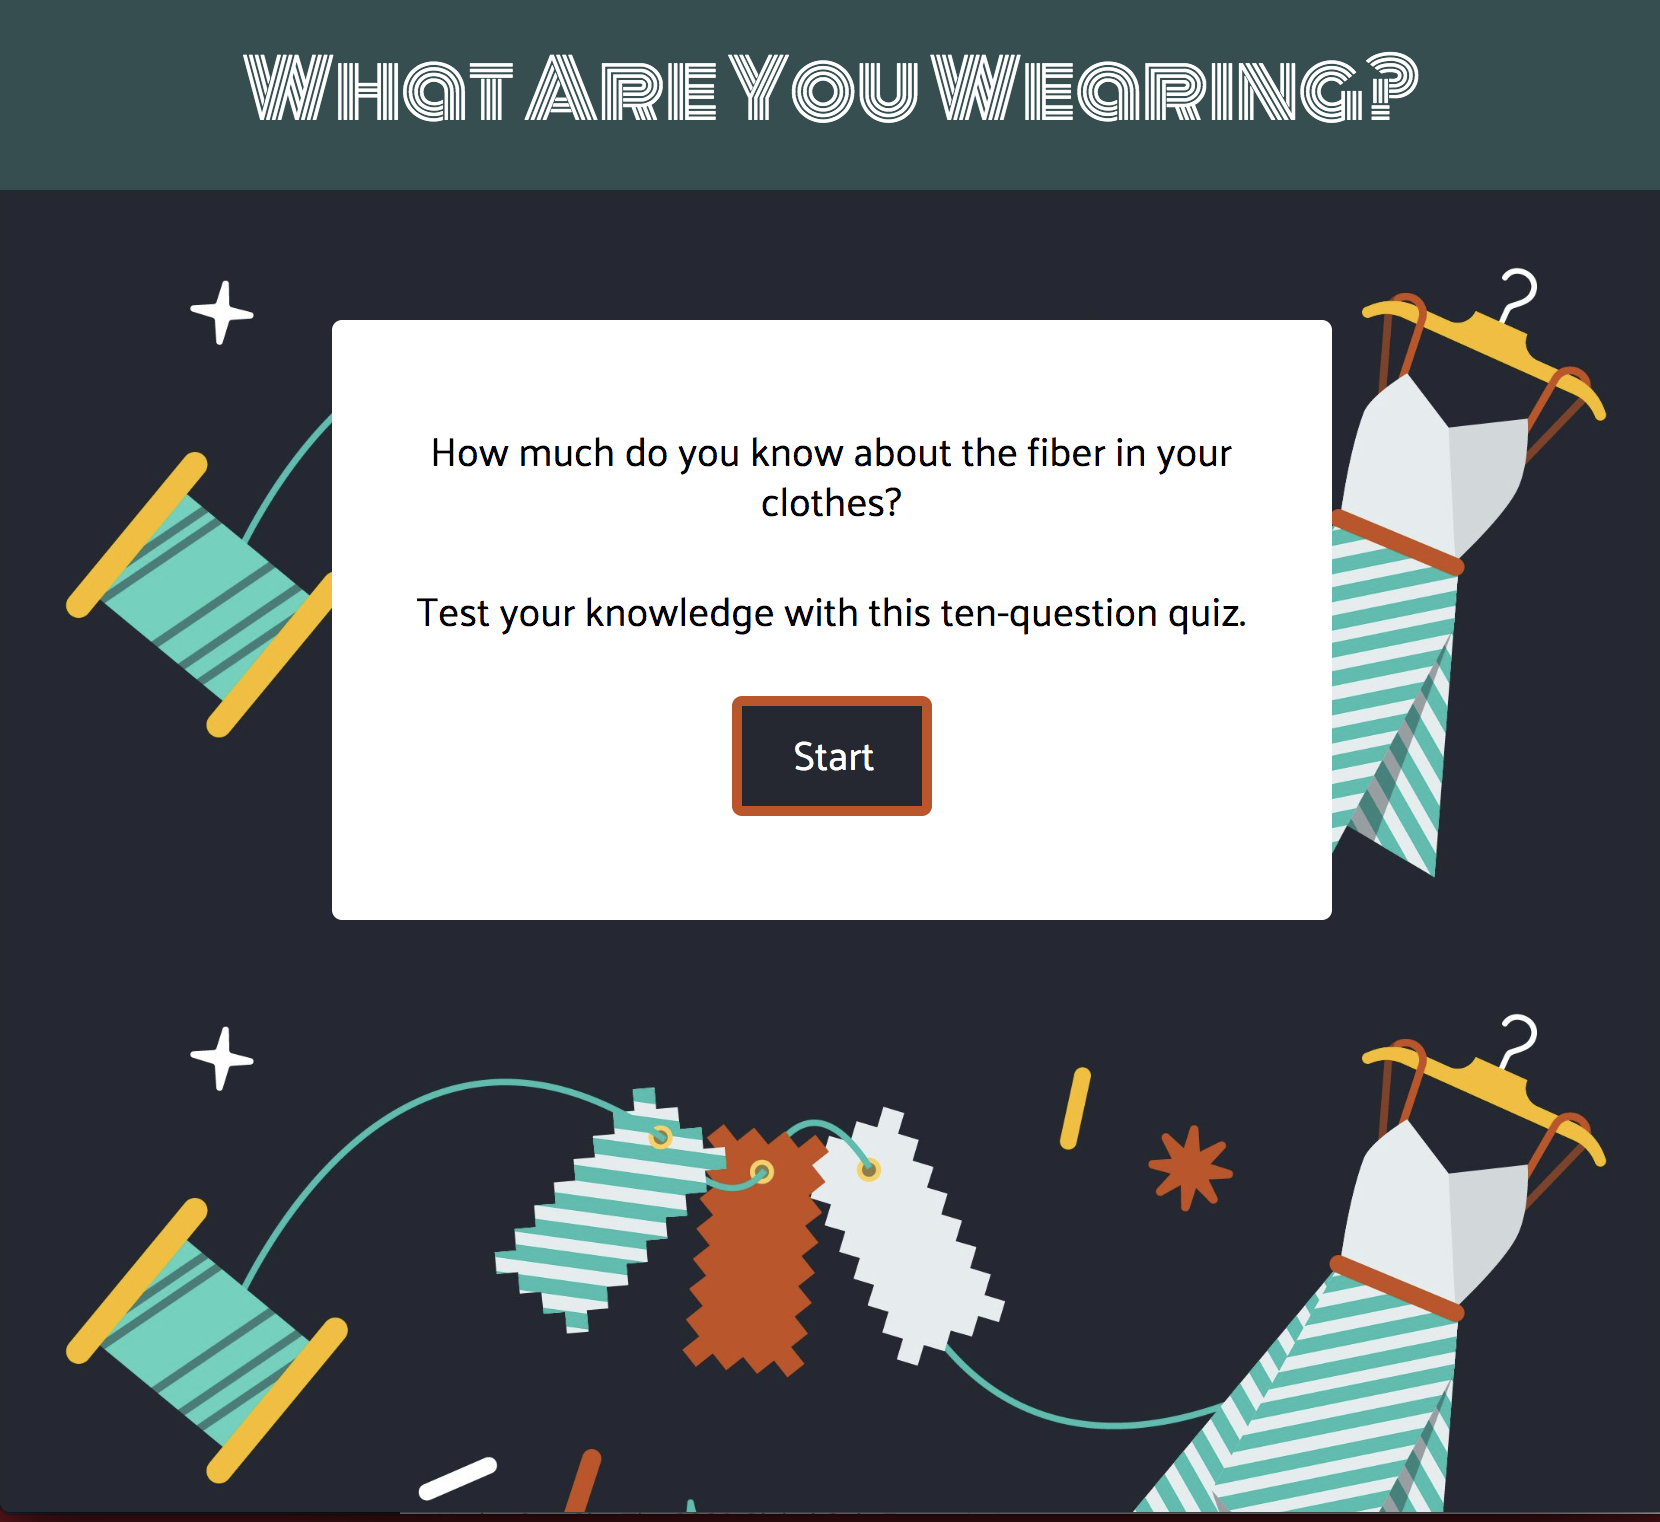 What Are You Wearing?
How much do you know about the fiber in your
clothes?
Test your knowledge with this ten-question quiz.
Start